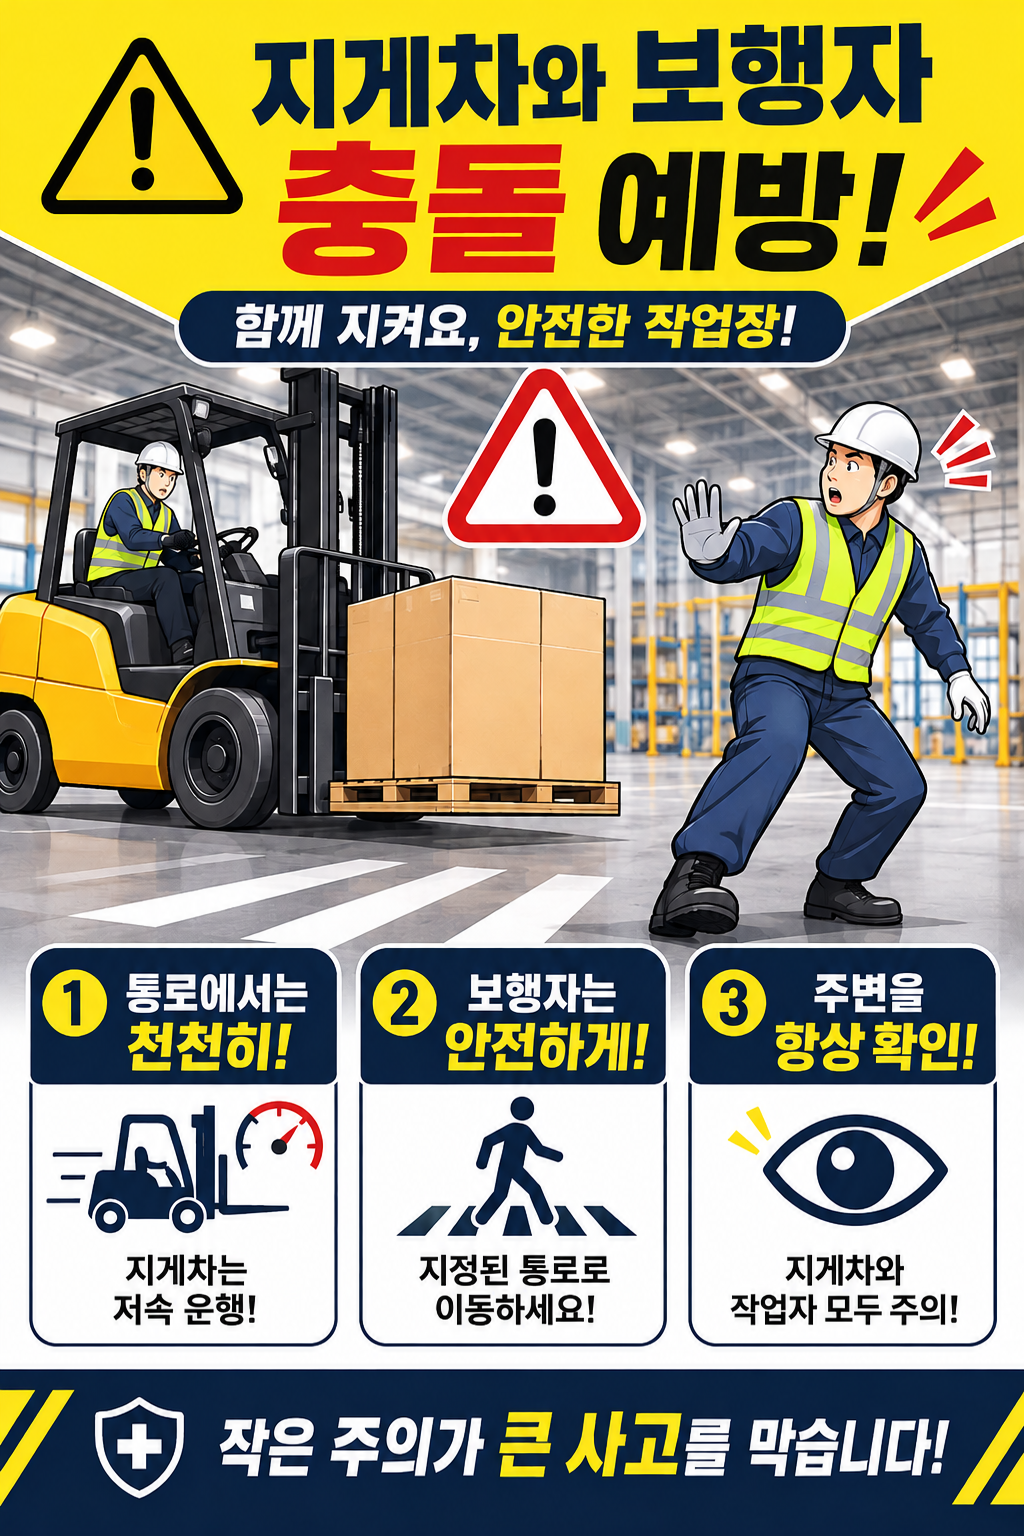 지게차와 보행자
충돌 예방!
함께 지켜요, 안전한 작업장!
1 통로에서는
천천히!
지게차는
저속 운행!
2 보행자는
안전하게!
지정된 통로로
이동하세요!
3 주변을
항상 확인!
지게차와
작업자 모두 주의!
작은 주의가 큰 사고를 막습니다!